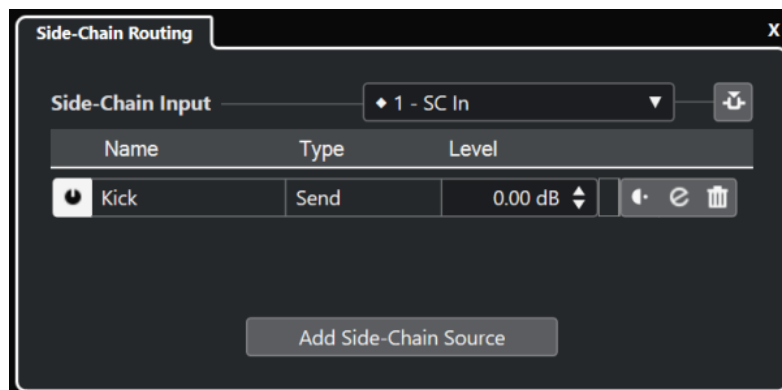 Side-Chain Routing X
Side-Chain Input 1 - SC In
Name Type Level
Kick Send 0.00 dB
Add Side-Chain Source